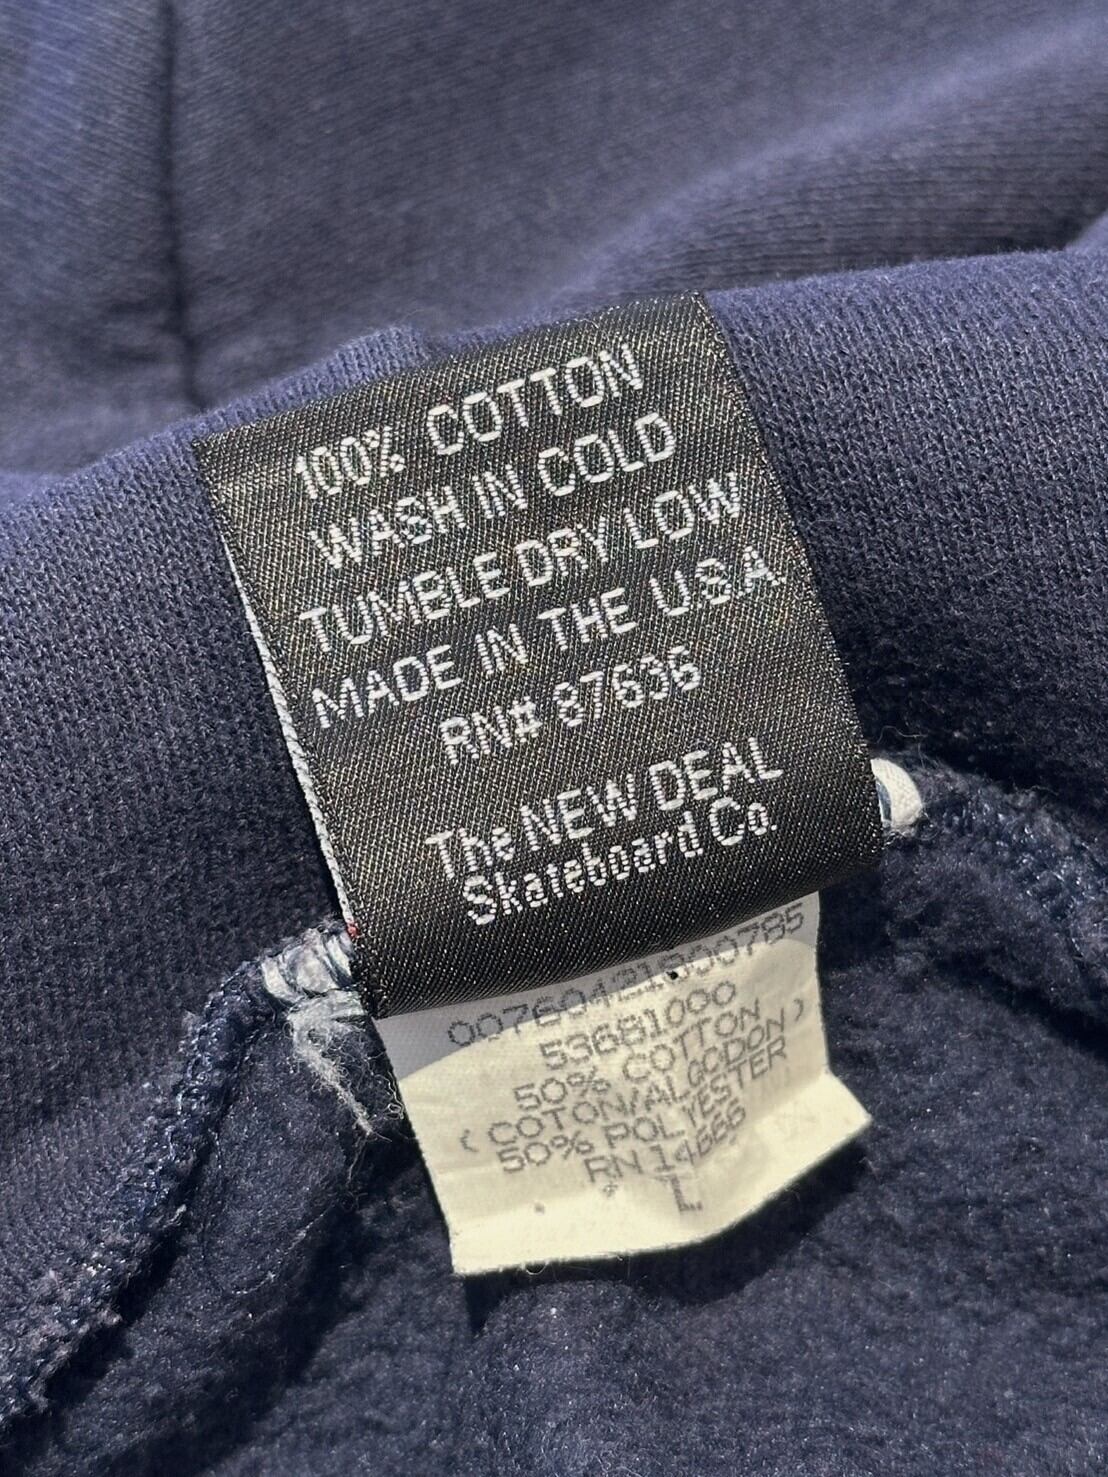 100% COTTON
WASH IN COLD
TUMBLE DRY LOW
MADE IN THE U.S.A.
RN# 87636
The NEW DEAL
Skateboard Co.
00760421800785
53681000
50% COTTON
( COTON/ALGODON )
50% POLYESTER
RN 14666
L